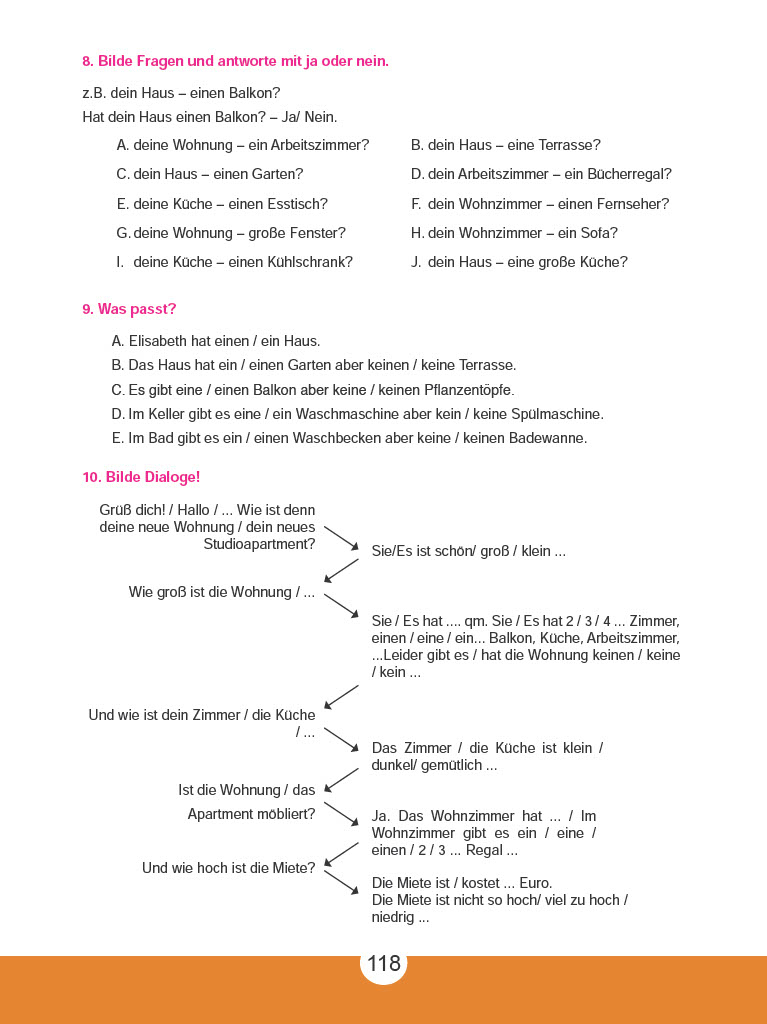 8. Bilde Fragen und antworte mit ja oder nein.
z.B. dein Haus – einen Balkon?
Hat dein Haus einen Balkon? – Ja/ Nein.
A. deine Wohnung – ein Arbeitszimmer?
B. dein Haus – eine Terrasse?
C. dein Haus – einen Garten?
D. dein Arbeitszimmer – ein Bücherregal?
E. deine Küche – einen Esstisch?
F. dein Wohnzimmer – einen Fernseher?
G. deine Wohnung – große Fenster?
H. dein Wohnzimmer – ein Sofa?
I. deine Küche – einen Kühlschrank?
J. dein Haus – eine große Küche?
9. Was passt?
A. Elisabeth hat einen / ein Haus.
B. Das Haus hat ein / einen Garten aber keinen / keine Terrasse.
C. Es gibt eine / einen Balkon aber keine / keinen Pflanzentöpfe.
D. Im Keller gibt es eine / ein Waschmaschine aber kein / keine Spülmaschine.
E. Im Bad gibt es ein / einen Waschbecken aber keine / keinen Badewanne.
10. Bilde Dialoge!
Grüß dich! / Hallo / ... Wie ist denn
deine neue Wohnung / dein neues
Studioapartment?
Sie/Es ist schön/ groß / klein ...
Wie groß ist die Wohnung / ...
Sie / Es hat .... qm. Sie / Es hat 2 / 3 / 4 ... Zimmer,
einen / eine / ein... Balkon, Küche, Arbeitszimmer,
...Leider gibt es / hat die Wohnung keinen / keine
/ kein ...
Und wie ist dein Zimmer / die Küche
/ ...
Das Zimmer / die Küche ist klein /
dunkel/ gemütlich ...
Ist die Wohnung / das
Apartment möbliert?
Ja. Das Wohnzimmer hat ... / Im
Wohnzimmer gibt es ein / eine /
einen / 2 / 3 ... Regal ...
Und wie hoch ist die Miete?
Die Miete ist / kostet ... Euro.
Die Miete ist nicht so hoch/ viel zu hoch /
niedrig ...
118